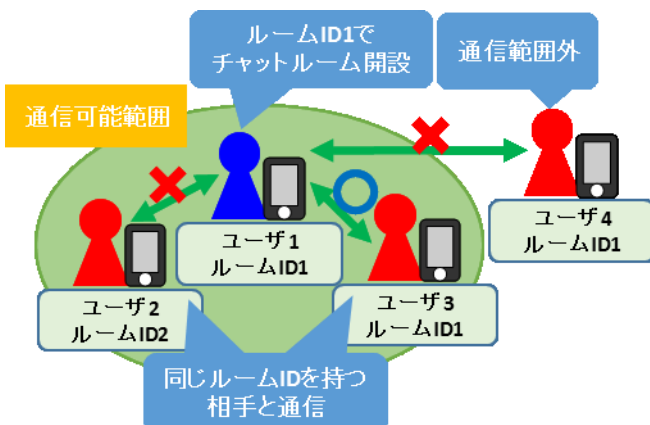 ルームID1で
チャットルーム開設
通信範囲外
通信可能範囲
ユーザ1
ルームID1
ユーザ4
ルームID1
ユーザ2
ルームID2
ユーザ3
ルームID1
同じルームIDを持つ
相手と通信